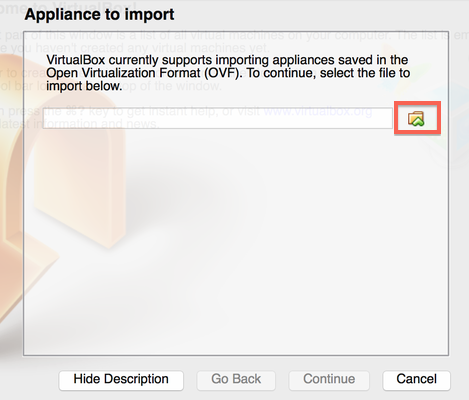 Appliance to import
VirtualBox currently supports importing appliances saved in the
Open Virtualization Format (OVF). To continue, select the file to
import below.
Hide Description
Go Back
Continue
Cancel